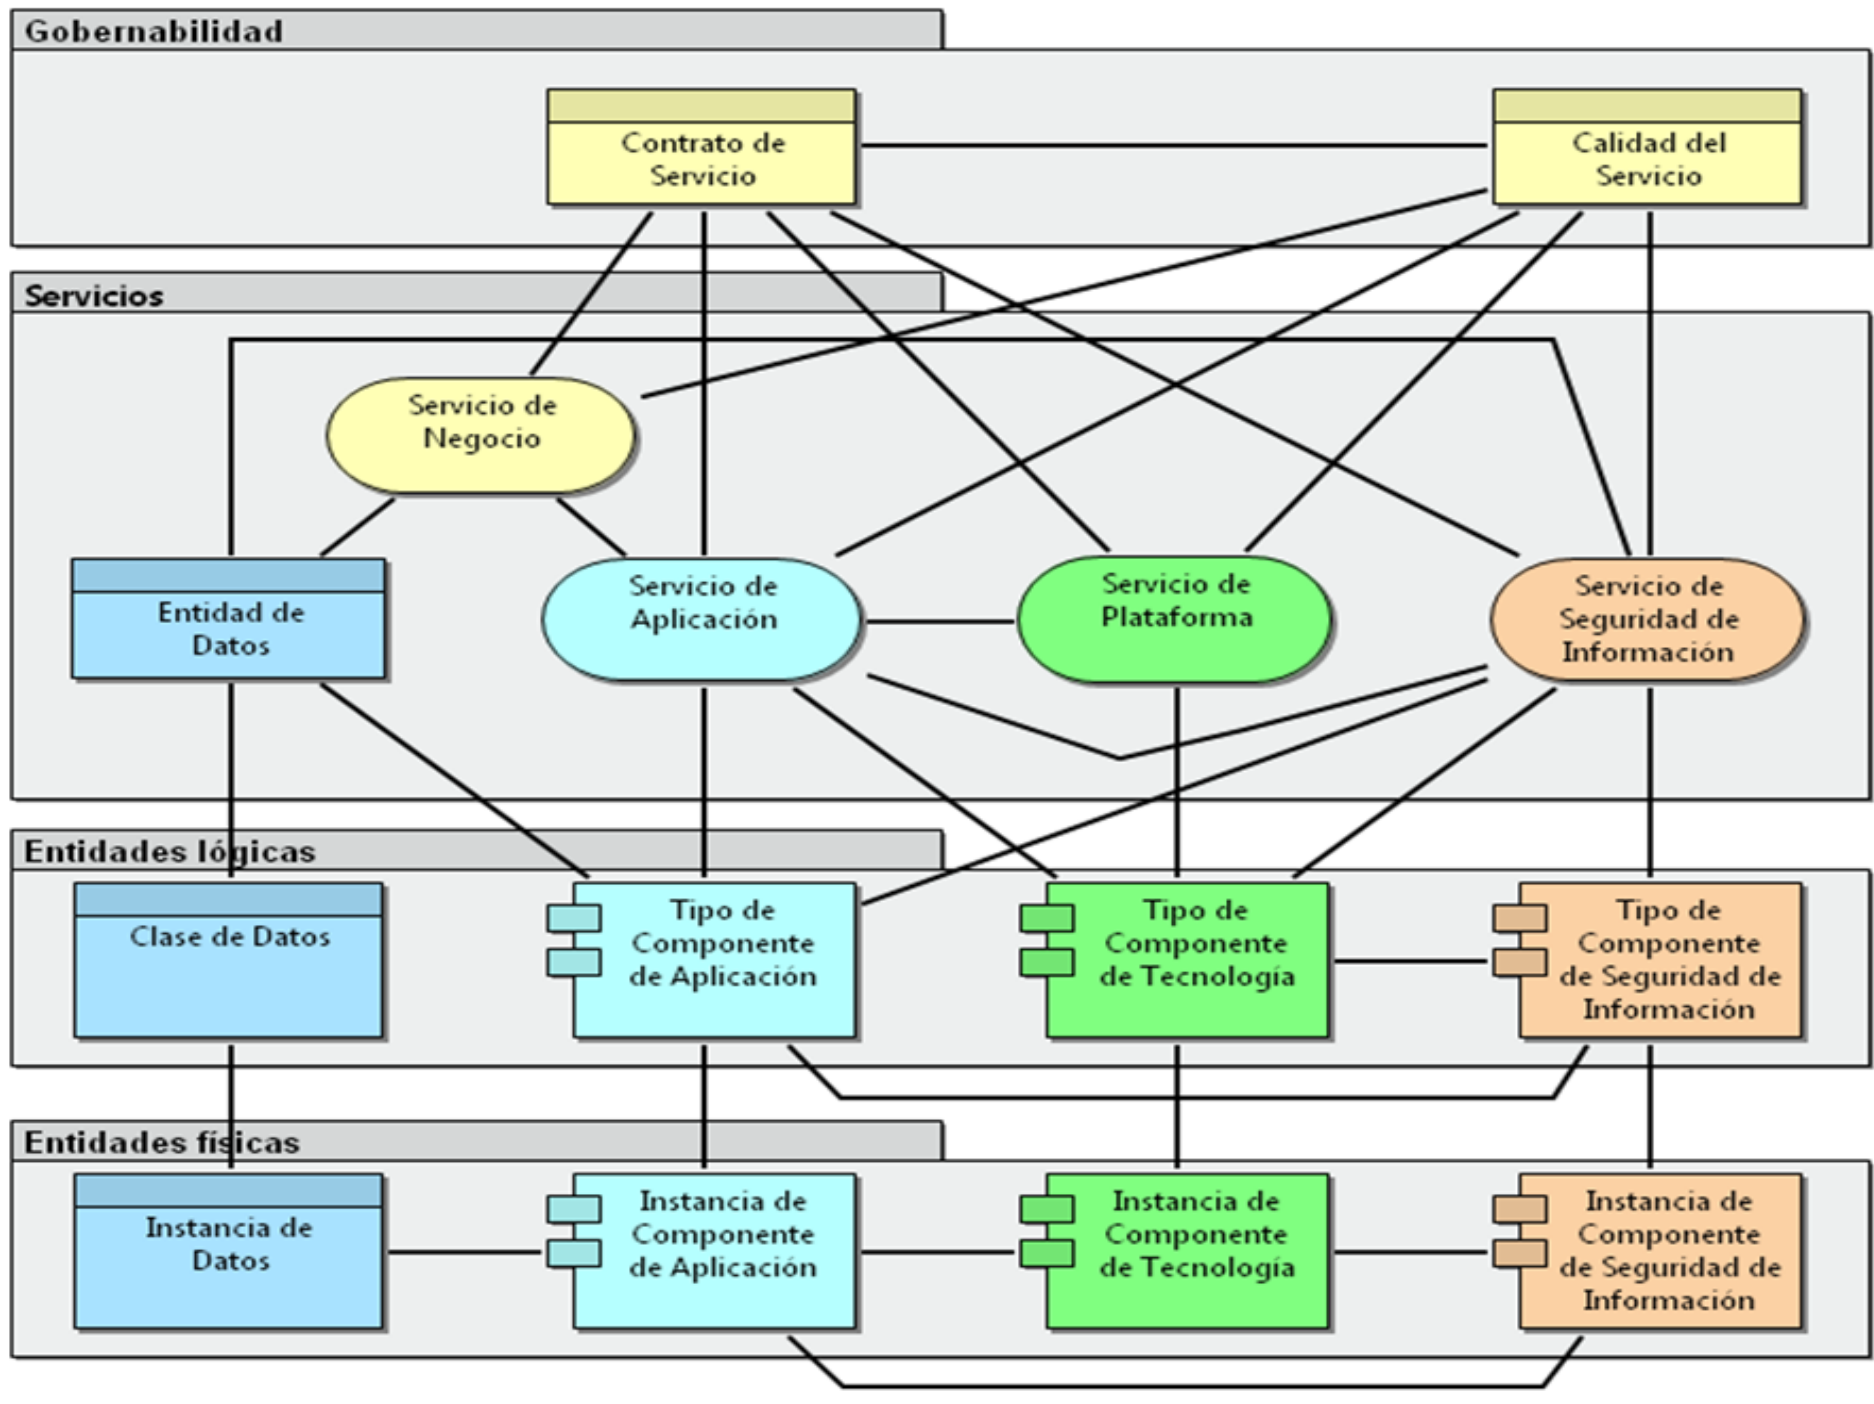 Gobernabilidad
Contrato de
Servicio
Calidad del
Servicio
Servicios
Servicio de
Negocio
Entidad de
Datos
Servicio de
Aplicación
Servicio de
Plataforma
Servicio de
Seguridad de
Información
Entidades lógicas
Clase de Datos
Tipo de
Componente
de Aplicación
Tipo de
Componente
de Tecnología
Tipo de
Componente
de Seguridad de
Información
Entidades físicas
Instancia de
Datos
Instancia de
Componente
de Aplicación
Instancia de
Componente
de Tecnología
Instancia de
Componente
de Seguridad de
Información